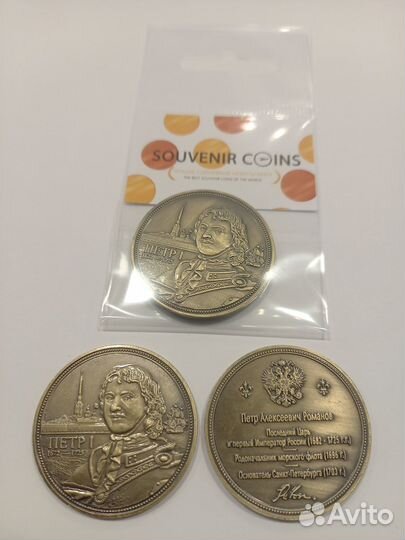 SOUVENIR COINS
THE BEST SOUVENIR COINS OF THE WORLD
ПЕТР I
ПЕТР I
1672-1725
Петр Алексеевич Романов
Последний Царь
и первый Император России (1682 - 1725 г.г.)
Родоначальник морского флота (1696 г.)
Основатель Санкт-Петербурга (1703 г.)
Avito